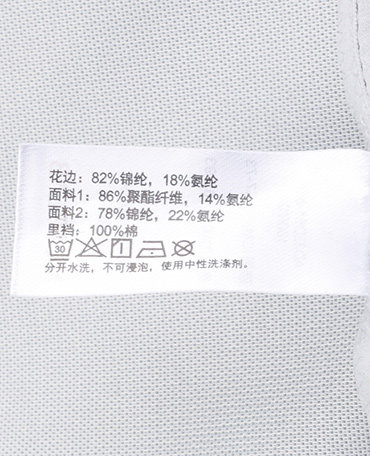 花边：82%锦纶，18%氨纶
面料1：86%聚酯纤维，14%氨纶
面料2：78%锦纶，22%氨纶
里裆：100%棉
30
分开水洗，不可浸泡，使用中性洗涤剂。